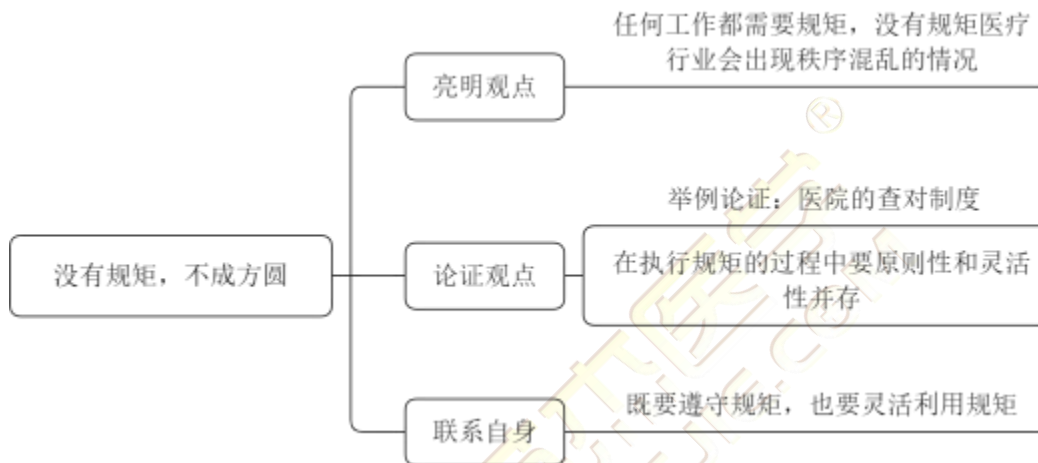 任何工作都需要规矩，没有规矩医疗
行业会出现秩序混乱的情况
亮明观点
举例论证：医院的查对制度
没有规矩，不成方圆
论证观点
在执行规矩的过程中要原则性和灵活
性并存
既要遵守规矩，也要灵活利用规矩
联系自身